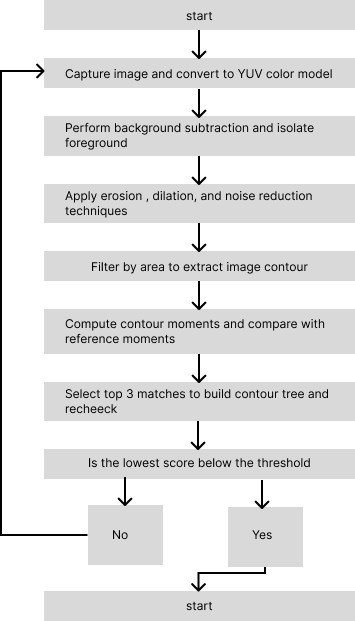 start
Capture image and convert to YUV color model
Perform background subtraction and isolate
foreground
Apply erosion , dilation, and noise reduction
techniques
Filter by area to extract image contour
Compute contour moments and compare with
reference moments
Select top 3 matches to build contour tree and
recheeck
Is the lowest score below the threshold
No
Yes
start